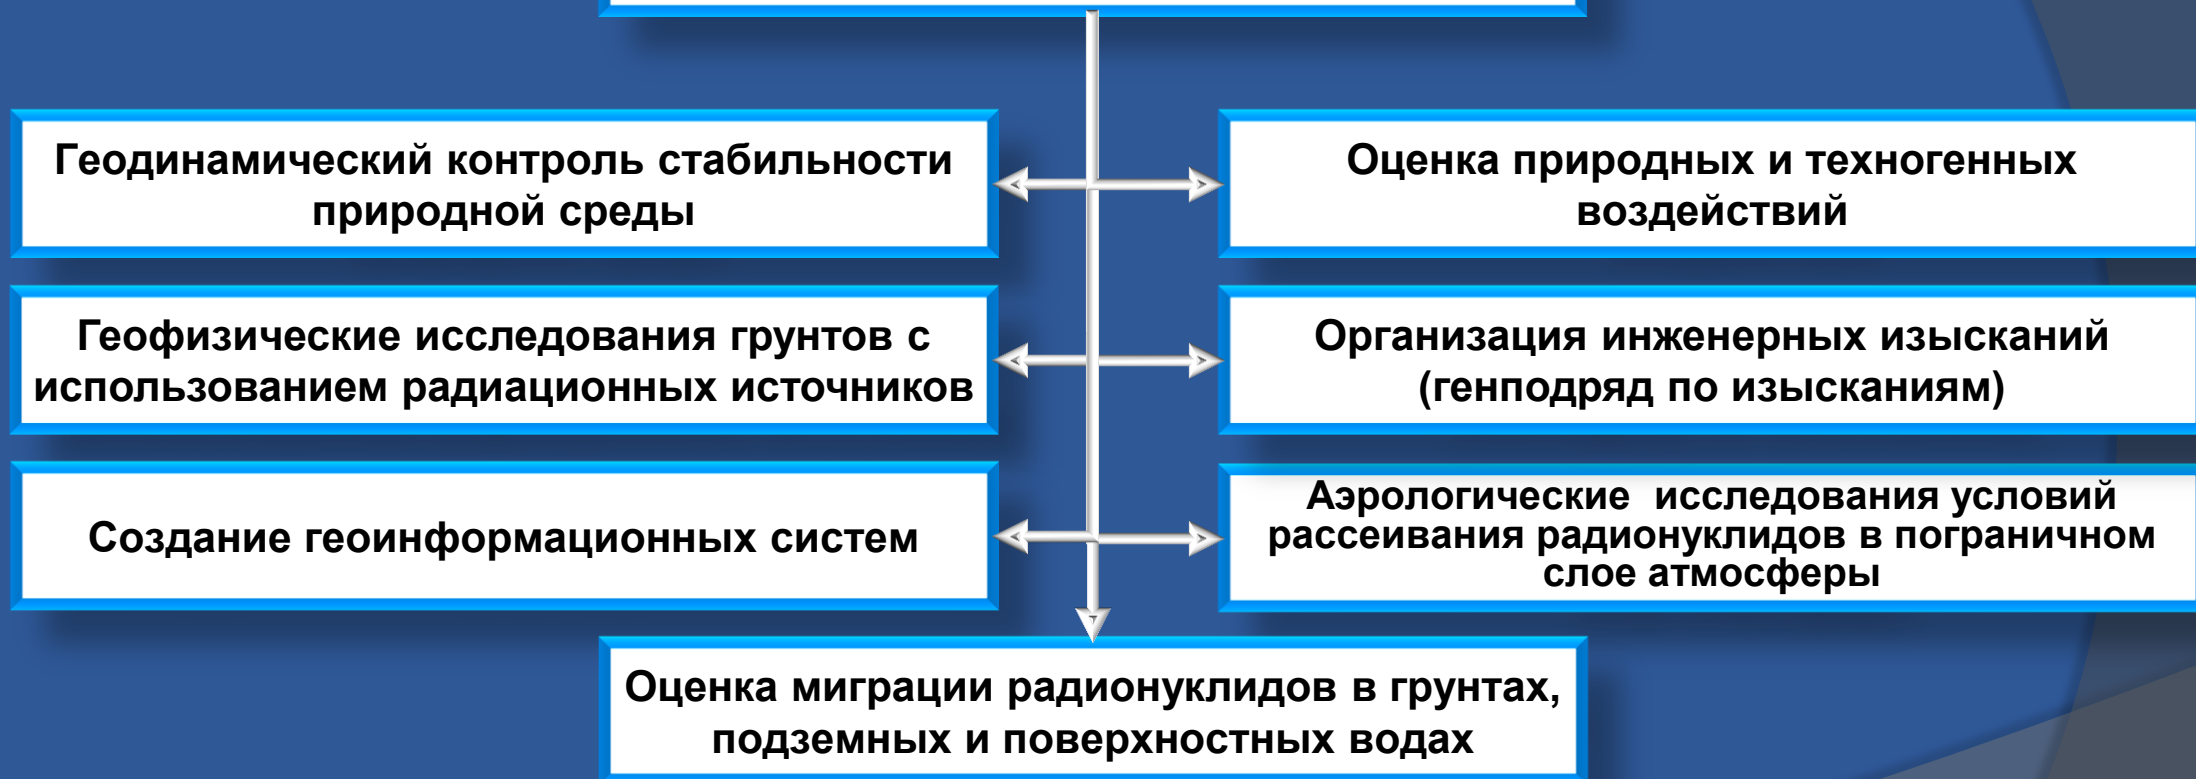 Геодинамический контроль стабильности
природной среды
Оценка природных и техногенных
воздействий
Геофизические исследования грунтов с
использованием радиационных источников
Организация инженерных изысканий
(генподряд по изысканиям)
Создание геоинформационных систем
Аэрологические исследования условий
рассеивания радионуклидов в пограничном
слое атмосферы
Оценка миграции радионуклидов в грунтах,
подземных и поверхностных водах